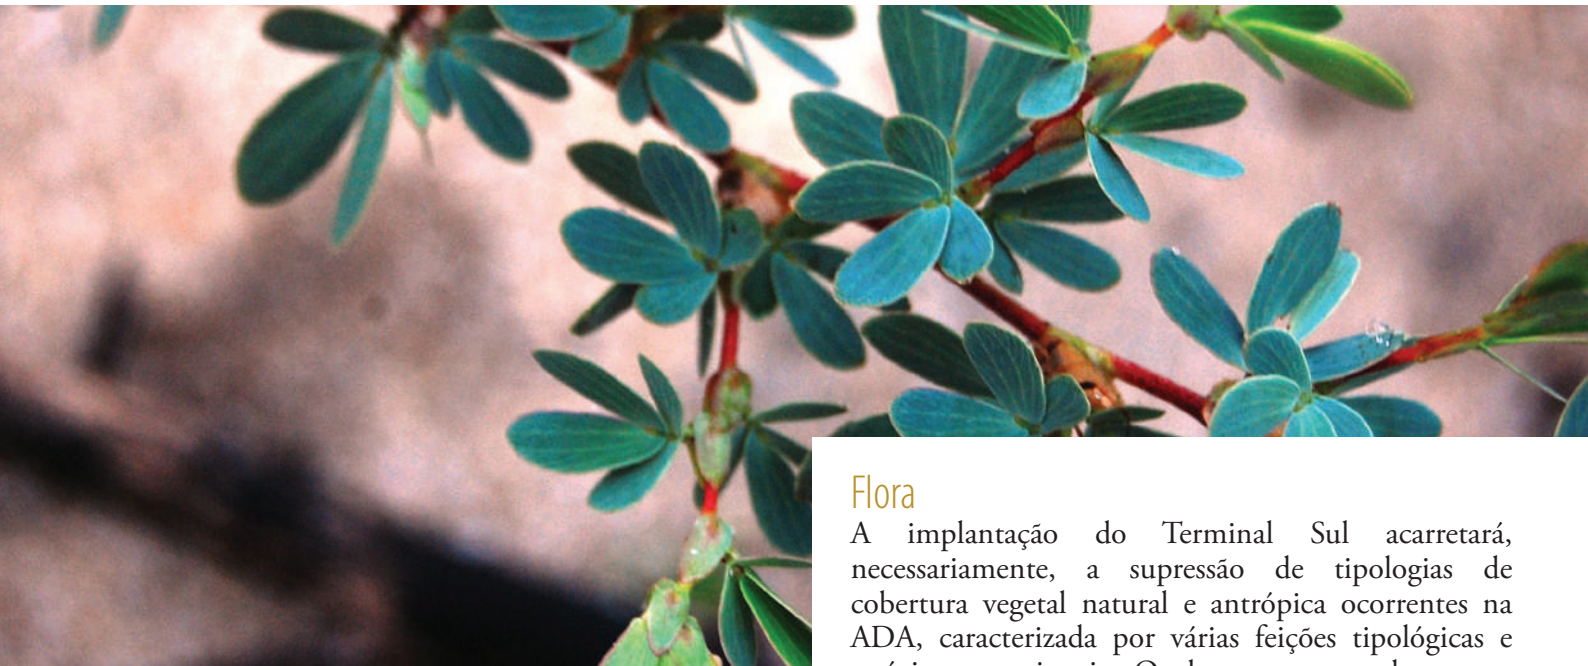 Flora
A implantação do Terminal Sul acarretará,
necessariamente, a supressão de tipologias de
cobertura vegetal natural e antrópica ocorrentes na
ADA, caracterizada por várias feições tipológicas e